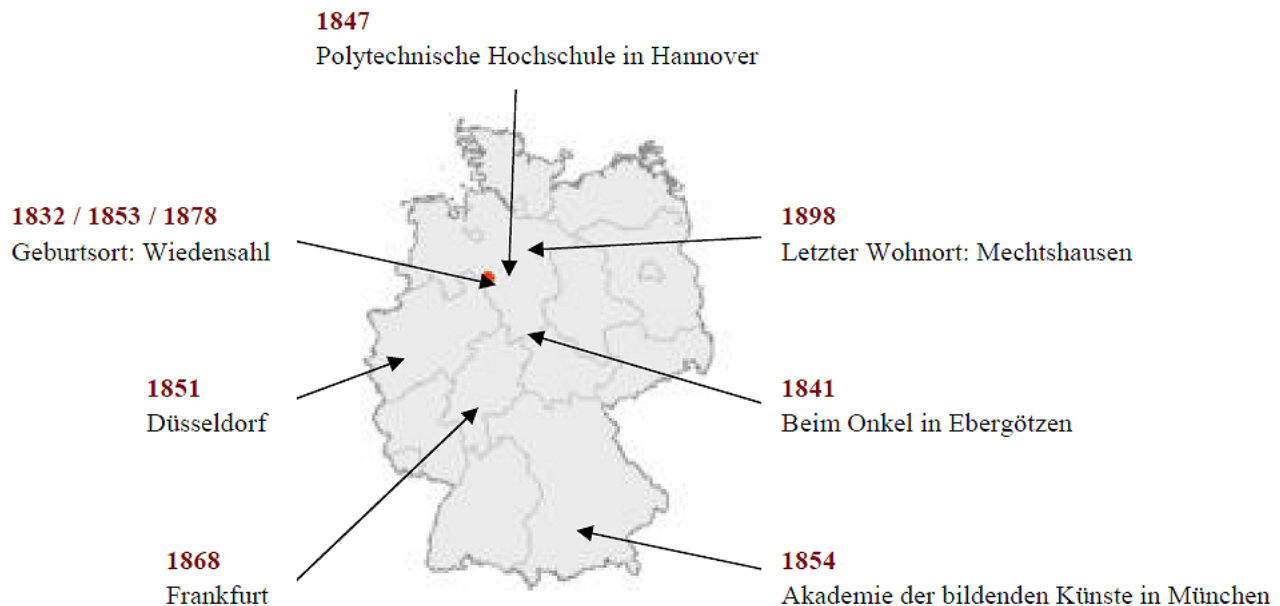 1847
Polytechnische Hochschule in Hannover
1832 / 1853 / 1878
Geburtsort: Wiedensahl
1898
Letzter Wohnort: Mechtshausen
1851
Düsseldorf
1841
Beim Onkel in Ebergötzen
1868
Frankfurt
1854
Akademie der bildenden Künste in München